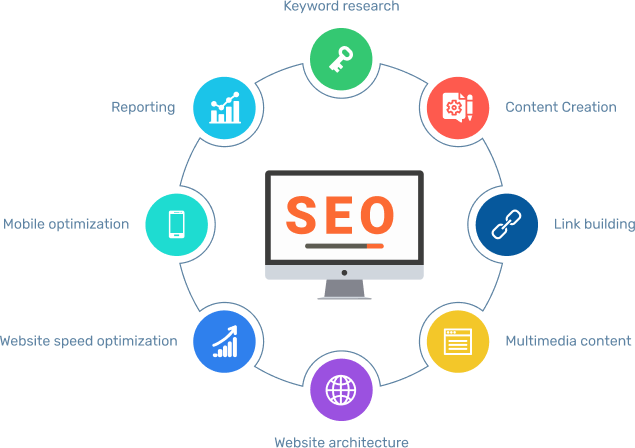 Keyword research
Reporting
Content Creation
SEO
Mobile optimization
Link building
Website speed optimization
Multimedia content
Website architecture